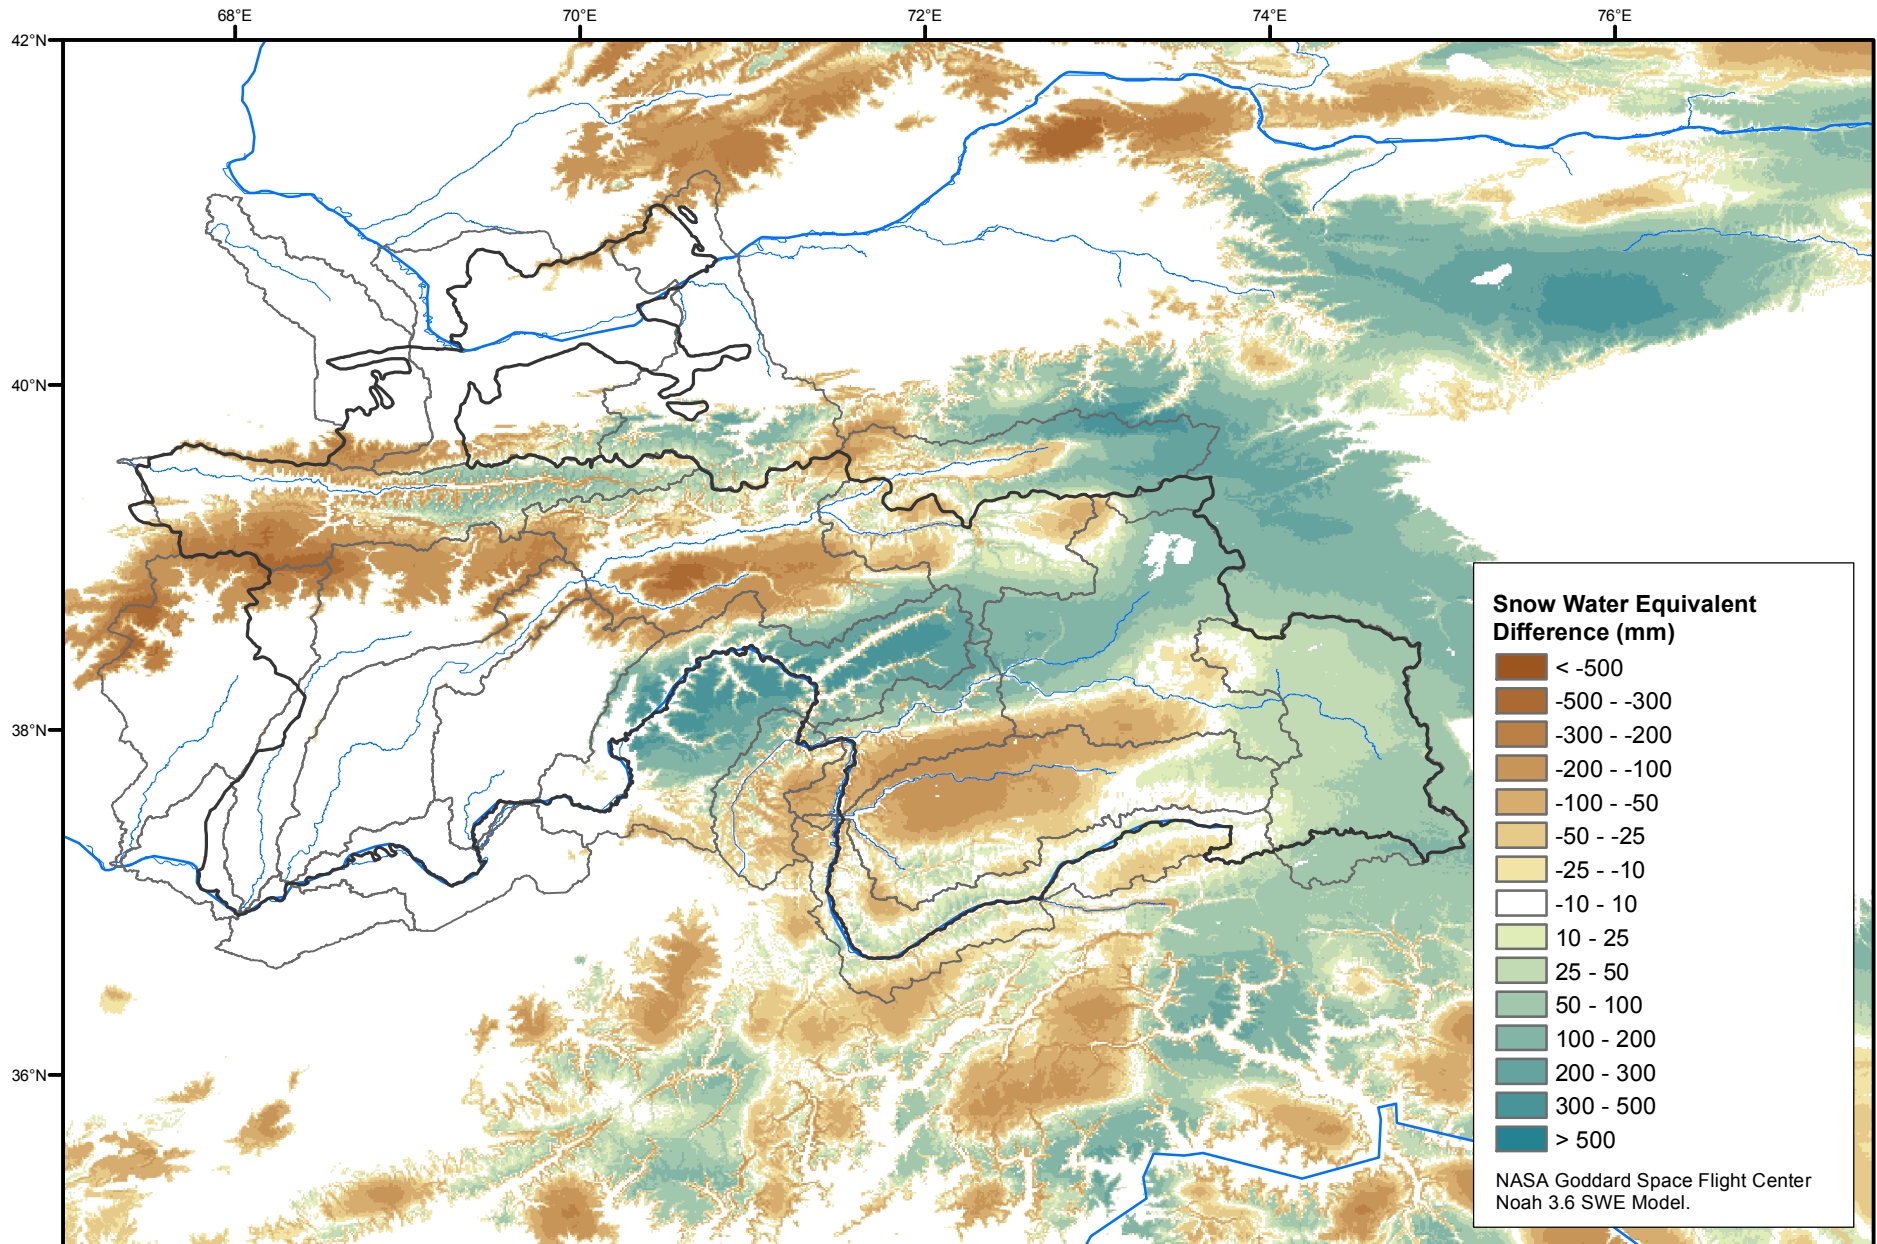 68°E 70°E 72°E 74°E 76°E
42°N
40°N
38°N
36°N
Snow Water Equivalent
Difference (mm)
< -500
-500 - -300
-300 - -200
-200 - -100
-100 - -50
-50 - -25
-25 - -10
-10 - 10
10 - 25
25 - 50
50 - 100
100 - 200
200 - 300
300 - 500
> 500
NASA Goddard Space Flight Center
Noah 3.6 SWE Model.